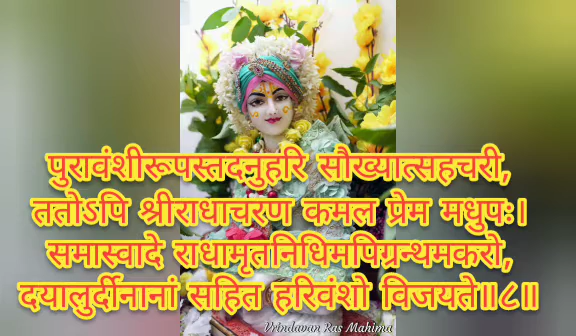 पुरावंशीरूपस्तदनुहरि सौख्यात्सहचरी,
ततोऽपि श्रीराधाचरण कमल प्रेम मधुपः।
समास्वादे राधामृतनिधिमपिग्रन्थमकरो,
दयालुर्दीनानां सहित हरिवंशो विजयते॥८॥
Vrindavan Ras Mahima